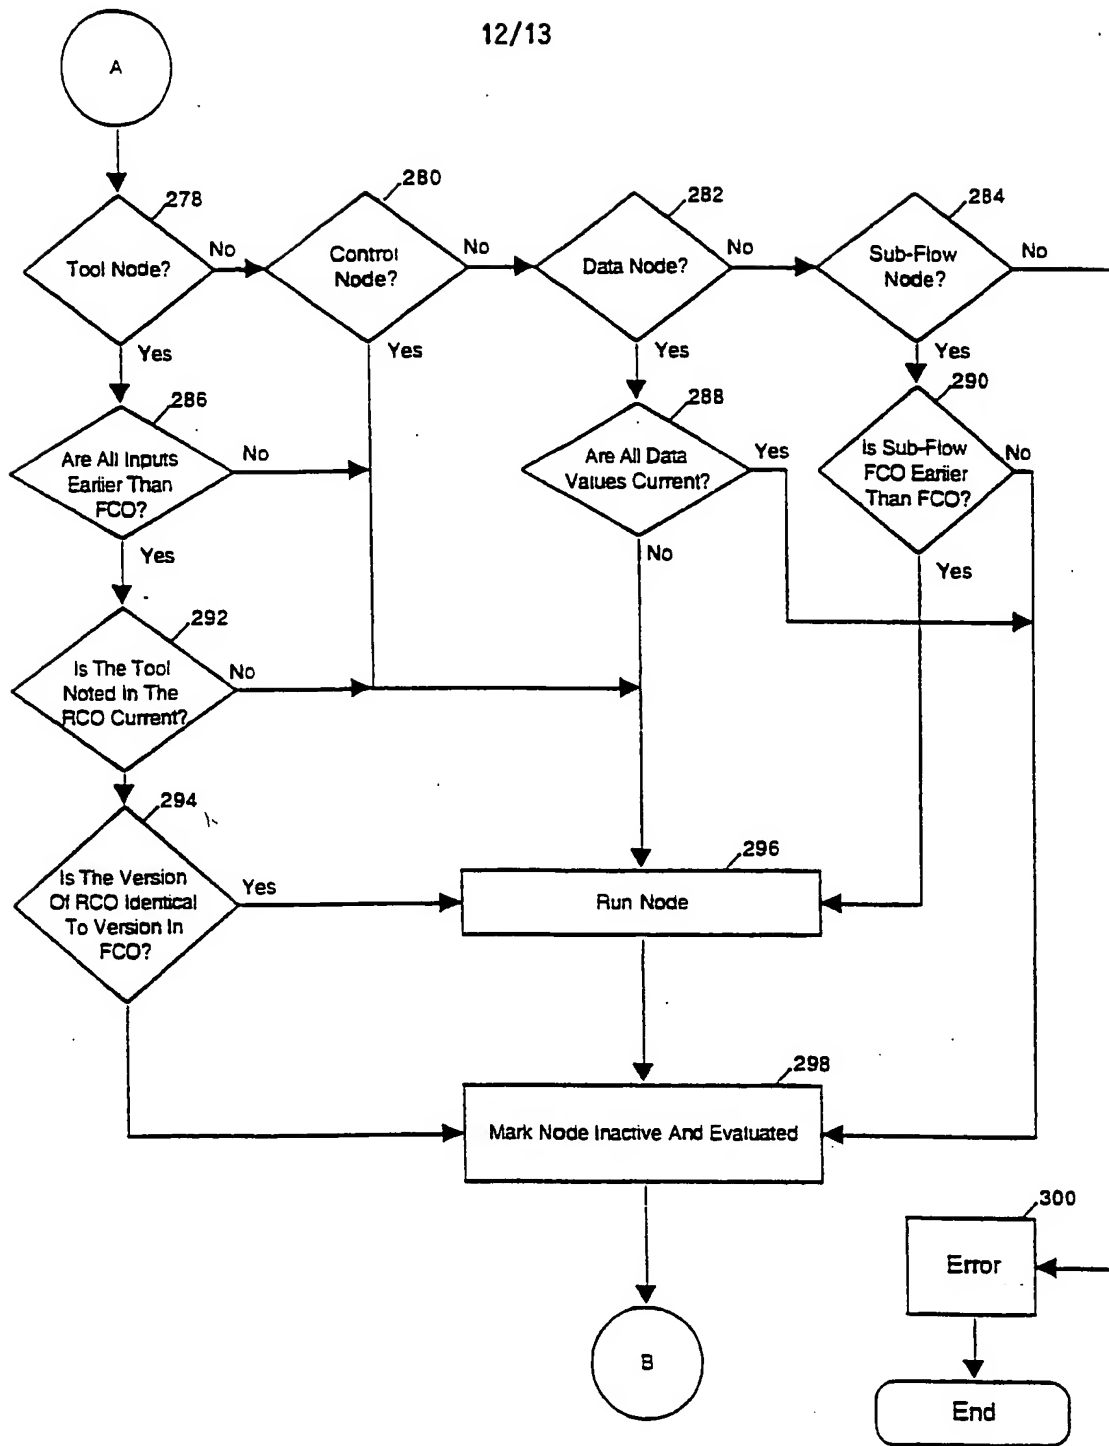 12/13
A
278
280
282
284
Tool Node?
No
Control
Node?
No
Data Node?
No
Sub-Flow
Node?
No
Yes
Yes
Yes
Yes
286
288
290
Are All Inputs
Earlier Than
FCO?
No
Are All Data
Values Current?
Yes
Is Sub-Flow
FCO Earlier
Than FCO?
No
Yes
No
Yes
292
Is The Tool
Noted In The
RCO Current?
No
294
Is The Version
Of RCO Identical
To Version In
FCO?
Yes
296
Run Node
298
Mark Node Inactive And Evaluated
300
Error
B
End